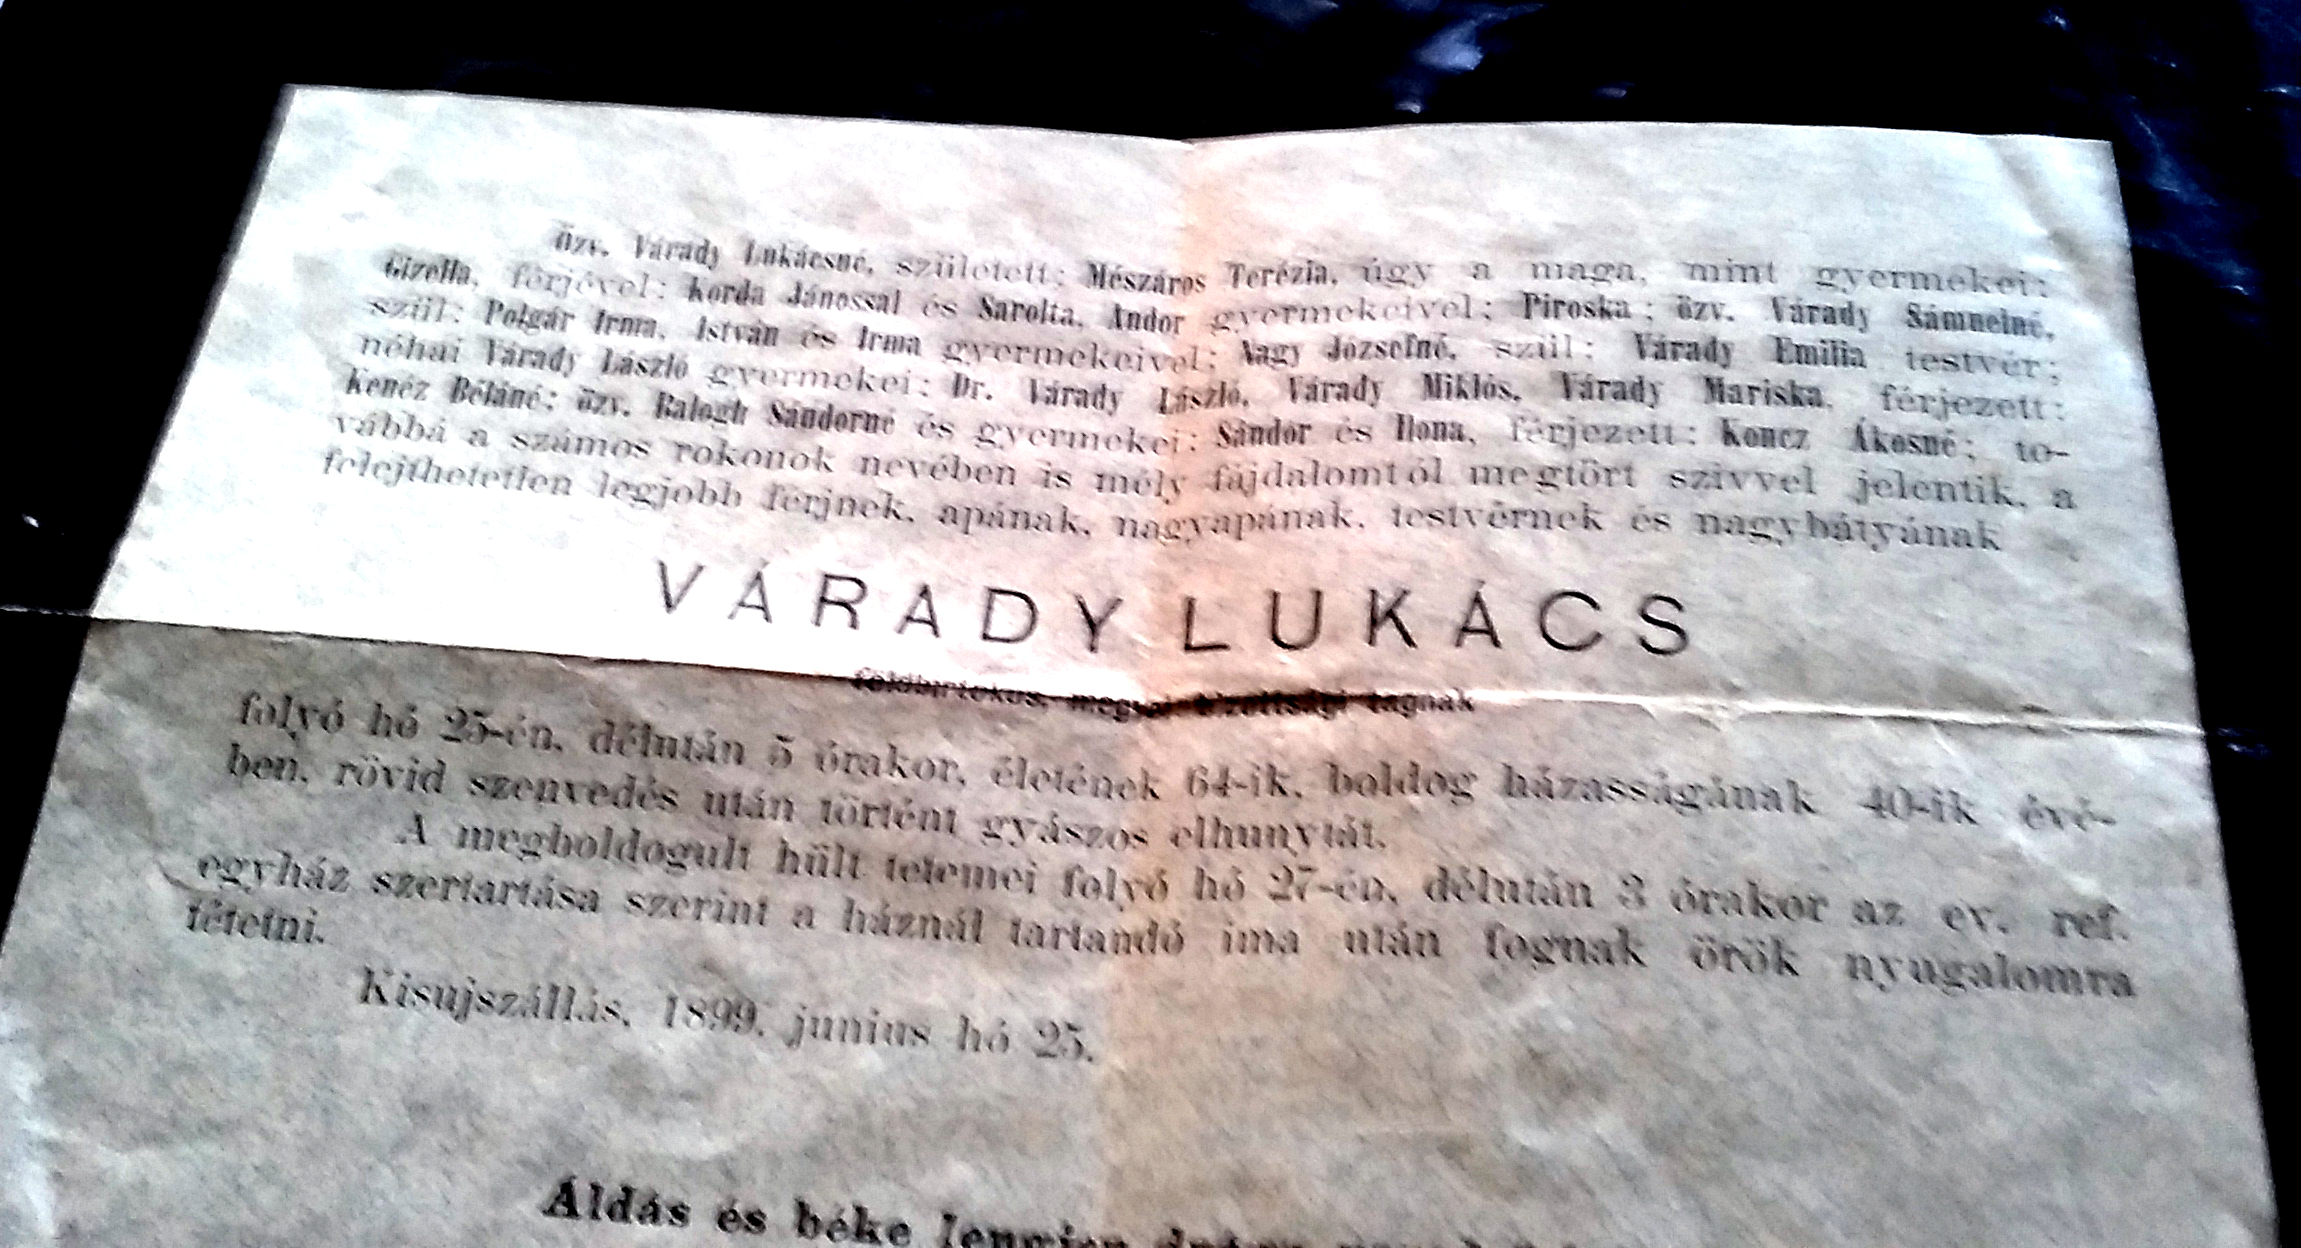 özv. Várady Lukácsné, született: Mészáros Terézia, úgy a maga, mint gyermekei:
Gizella, férjével: Korda Jánossal és Sarolta, Andor gyermekeivel; Piroska; özv. Várady Sámuelné,
szül: Polgár Irma, István és Irma gyermekeivel; Nagy Józsefné, szül: Várady Emilia testvér;
néhai Várady László gyermekei: Dr. Várady László, Várady Miklós, Várady Mariska, férjezett:
Kenéz Béláné; özv. Balogh Sándorné és gyermekei: Sándor és Ilona, férjezett: Koncz Ákosné; to-
vábbá a számos rokonok nevében is mély fájdalomtól megtört szivvel jelentik, a
felejthetetlen legjobb férjnek, apának, nagyapának, testvérnek és nagybátyának
VÁRADY LUKÁCS
földbirtokos, megyei bizottsági tagnak
folyó hó 25-én, délután 5 órakor, életének 64-ik, boldog házasságának 40-ik évé-
ben, rövid szenvedés után történt gyászos elhunytát.
A megboldogult hült tetemei folyó hó 27-én, délután 3 órakor az ev. ref.
egyház szertartása szerint a háznál tartandó ima után fognak örök nyugalomra
tétetni.
Kisujszállás, 1899. junius hó 25.
Áldás és béke